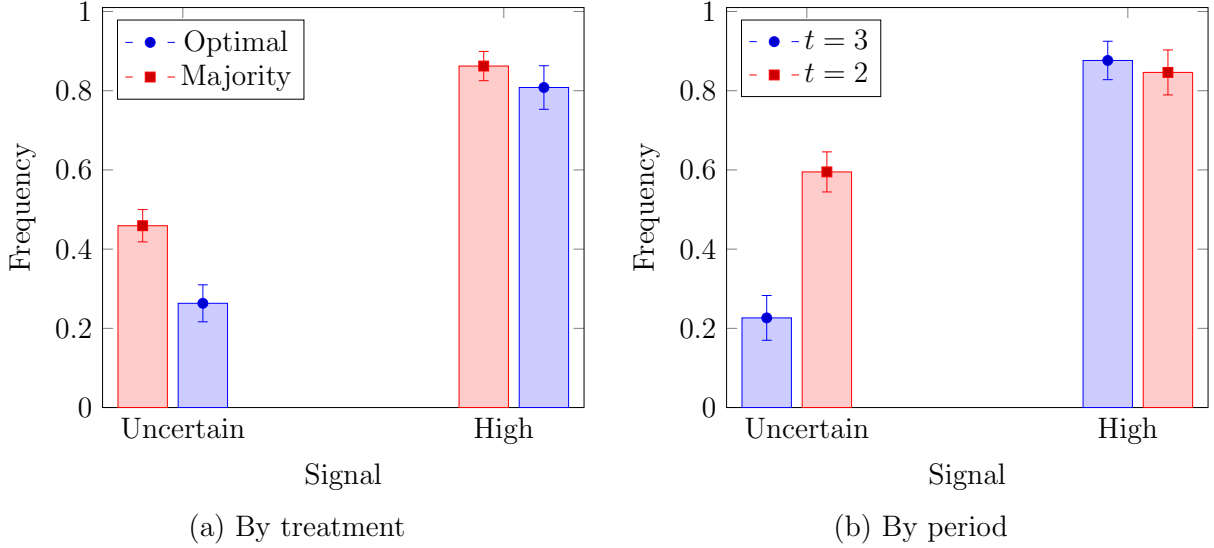 1
0.8
0.6
0.4
0.2
0
Frequency
Optimal
Majority
Uncertain
High
Signal
(a) By treatment
1
0.8
0.6
0.4
0.2
0
Frequency
t = 3
t = 2
Uncertain
High
Signal
(b) By period